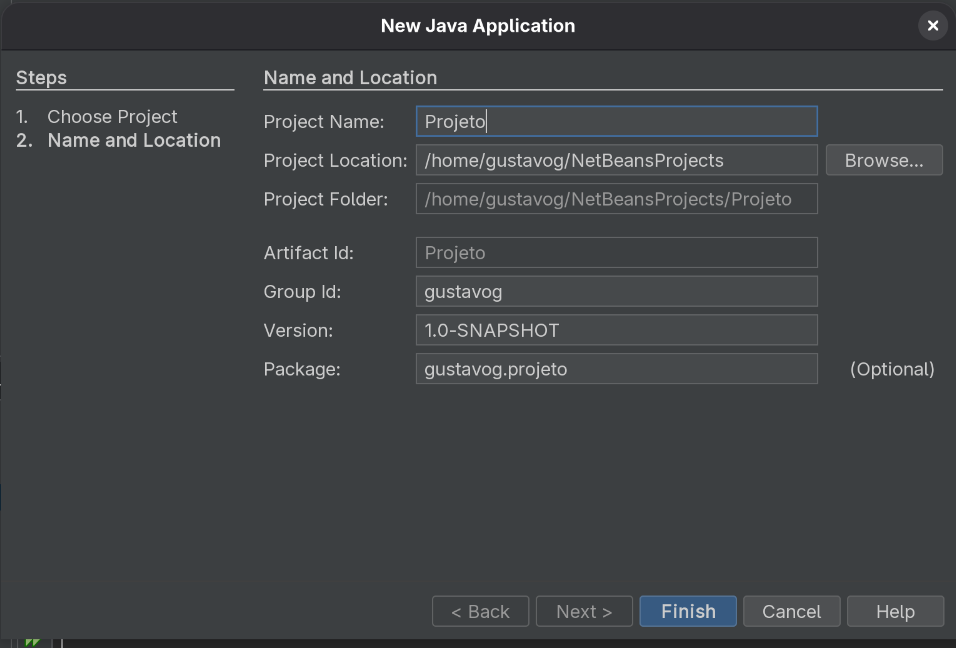 New Java Application
Steps
1. Choose Project
2. Name and Location
Name and Location
Project Name: Projeto
Project Location: /home/gustavog/NetBeansProjects Browse...
Project Folder: /home/gustavog/NetBeansProjects/Projeto
Artifact Id: Projeto
Group Id: gustavog
Version: 1.0-SNAPSHOT
Package: gustavog.projeto (Optional)
< Back Next > Finish Cancel Help